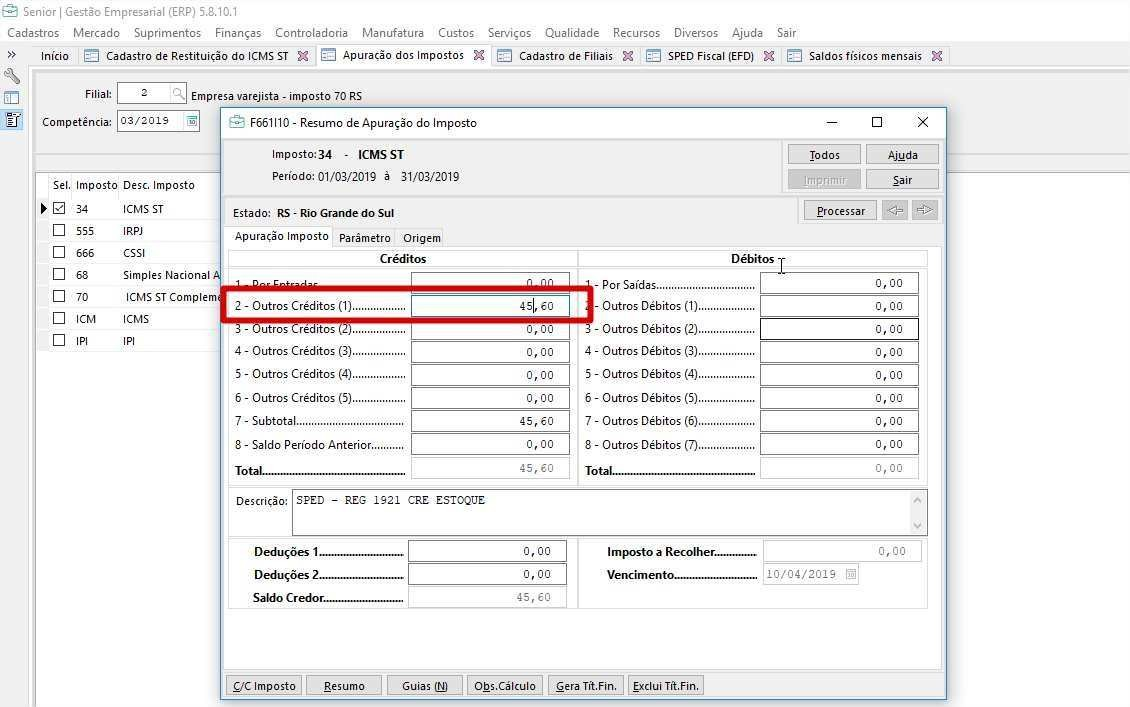 Senior | Gestão Empresarial (ERP) 5.8.10.1
Cadastros Mercado Suprimentos Finanças Controladoria Manufatura Custos Serviços Qualidade Recursos Diversos Ajuda Sair
Início Cadastro de Restituição do ICMS ST Apuração dos Impostos Cadastro de Filiais SPED Fiscal (EFD) Saldos físicos mensais
Filial: 2 Empresa varejista - imposto 70 RS
Competência: 03/2019
F661I10 - Resumo de Apuração do Imposto
Imposto: 34 - ICMS ST
Período: 01/03/2019 à 31/03/2019
Todos Ajuda
Imprimir Sair
Sel. Imposto Desc. Imposto
34 ICMS ST
555 IRPJ
666 CSSI
68 Simples Nacional A
70 ICMS ST Compleme
ICM ICMS
IPI IPI
Estado: RS - Rio Grande do Sul
Processar
Apuração Imposto Parâmetro Origem
Créditos Débitos
1 - Por Entradas 0,00 1 - Por Saídas.......................... 0,00
2 - Outros Créditos (1)................ 45,60 2 - Outros Débitos (1)................ 0,00
3 - Outros Créditos (2)................ 0,00 3 - Outros Débitos (2)................ 0,00
4 - Outros Créditos (3)................ 0,00 4 - Outros Débitos (3)................ 0,00
5 - Outros Créditos (4)................ 0,00 5 - Outros Débitos (4)................ 0,00
6 - Outros Créditos (5)................ 0,00 6 - Outros Débitos (5)................ 0,00
7 - Subtotal................................ 45,60 7 - Outros Débitos (6)................ 0,00
8 - Saldo Período Anterior.......... 0,00 8 - Outros Débitos (7)................ 0,00
Total.......................................... 45,60 Total.......................................... 0,00
Descrição: SPED - REG 1921 CRE ESTOQUE
Deduções 1......................... 0,00 Imposto a Recolher............ 0,00
Deduções 2......................... 0,00 Vencimento........................ 10/04/2019
Saldo Credor........................ 45,60
C/C Imposto Resumo Guias (N) Obs.Cálculo Gera Tít.Fin. Exclui Tít.Fin.